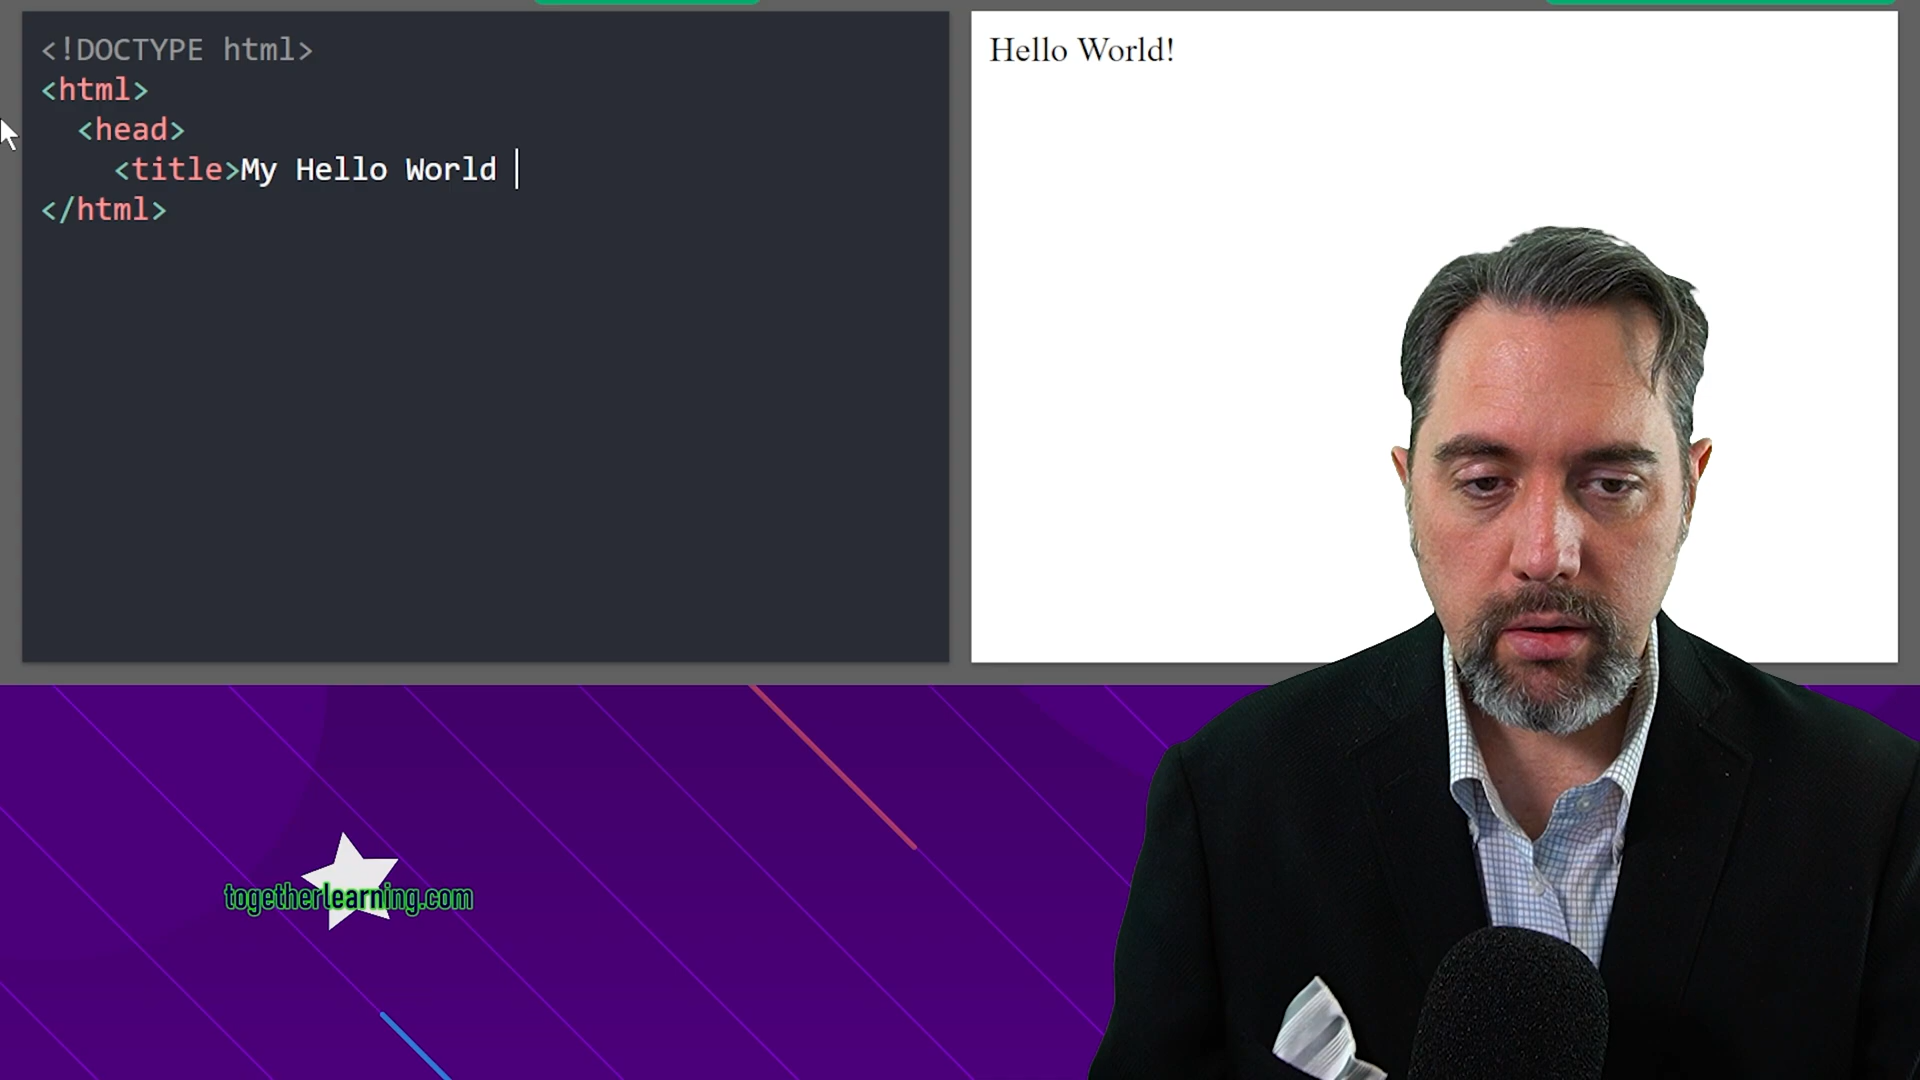 <!DOCTYPE html>
<html>
<head>
<title>My Hello World
</html>
Hello World!
togetherlearning.com